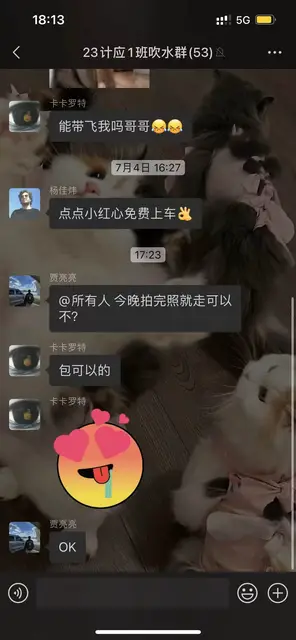 18:13
5G
23计应1班吹水群(53)
卡卡罗特
能带飞我吗哥哥
7月4日 16:27
杨佳伟
点点小红心免费上车
17:23
贾亮亮
@所有人 今晚拍完照就走可以
不?
卡卡罗特
包可以的
卡卡罗特
贾亮亮
OK